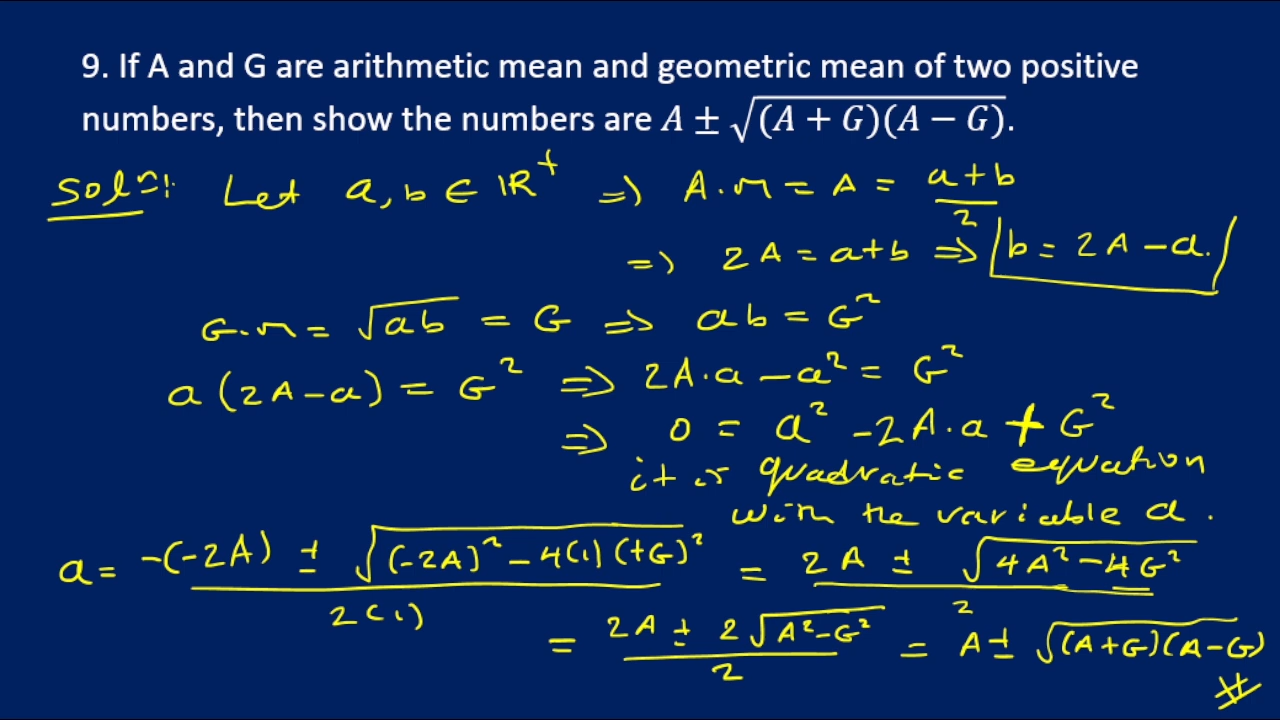 9. If A and G are arithmetic mean and geometric mean of two positive
numbers, then show the numbers are A ± √(A + G)(A − G).
Solⁿ: Let a, b ∈ IR⁺ ⇒ A.M = A = (a+b)/2
⇒ 2A = a+b ⇒ b = 2A − a.
G.M = √ab = G ⇒ ab = G²
a (2A − a) = G² ⇒ 2A·a − a² = G²
⇒ 0 = a² − 2A·a + G²
it is quadratic equation
with the variable a.
a = (−(−2A) ± √((−2A)² − 4(1)(+G)²))/2(1) = (2A ± √(4A² − 4G²))/2
= (2A ± 2√(A² − G²))/2 = A ± √(A+G)(A−G)
#